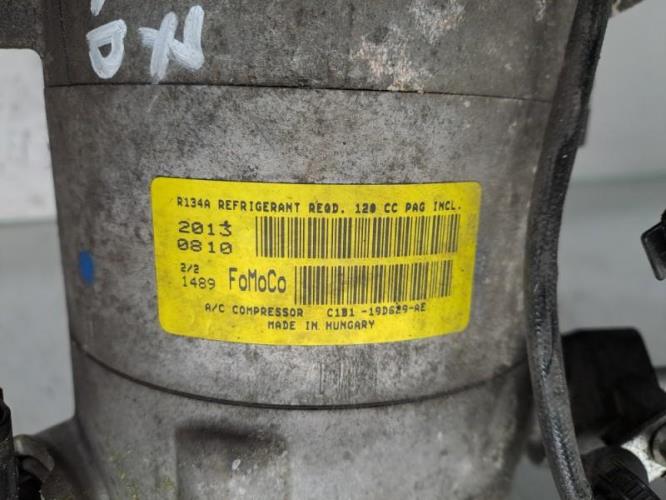 R134A REFRIGERANT REQD. 120 CC PAG INCL.
2013
0810
2/2
1489 FoMoCo
A/C COMPRESSOR C1B1 -19D629-AE
MADE IN HUNGARY